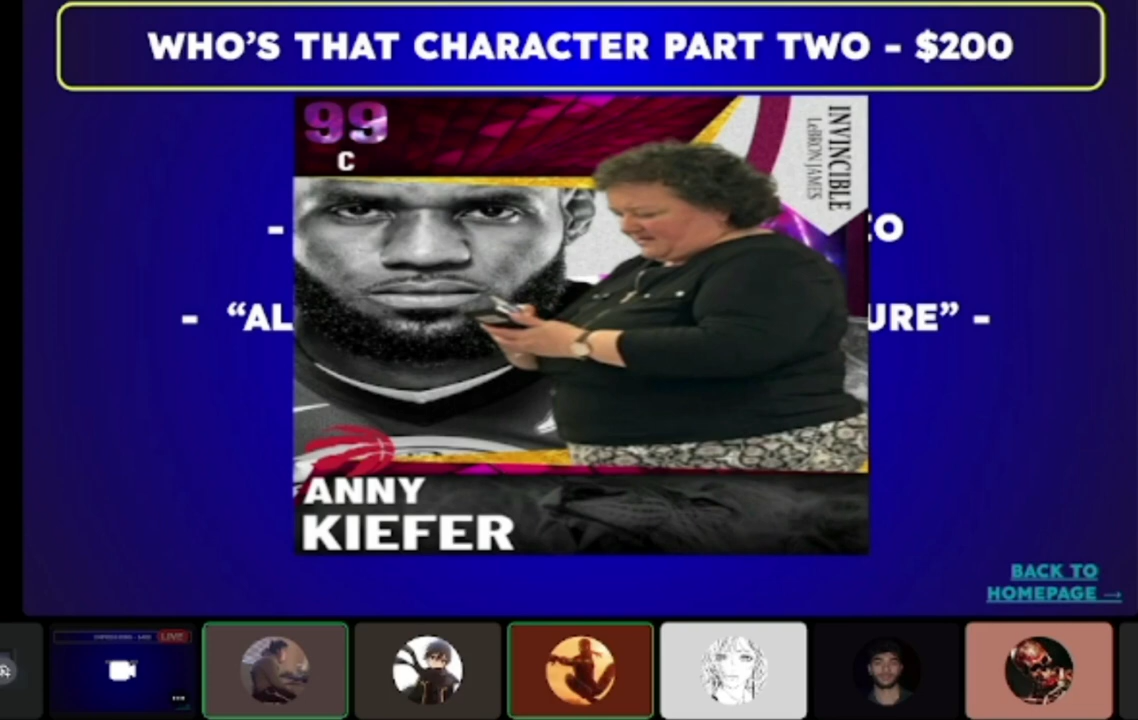 WHO'S THAT CHARACTER PART TWO - $200
99
C
INVINCIBLE
LeBRON JAMES
-
- "AL
URE" -
ANNY
KIEFER
BACK TO
HOMEPAGE →
LIVE